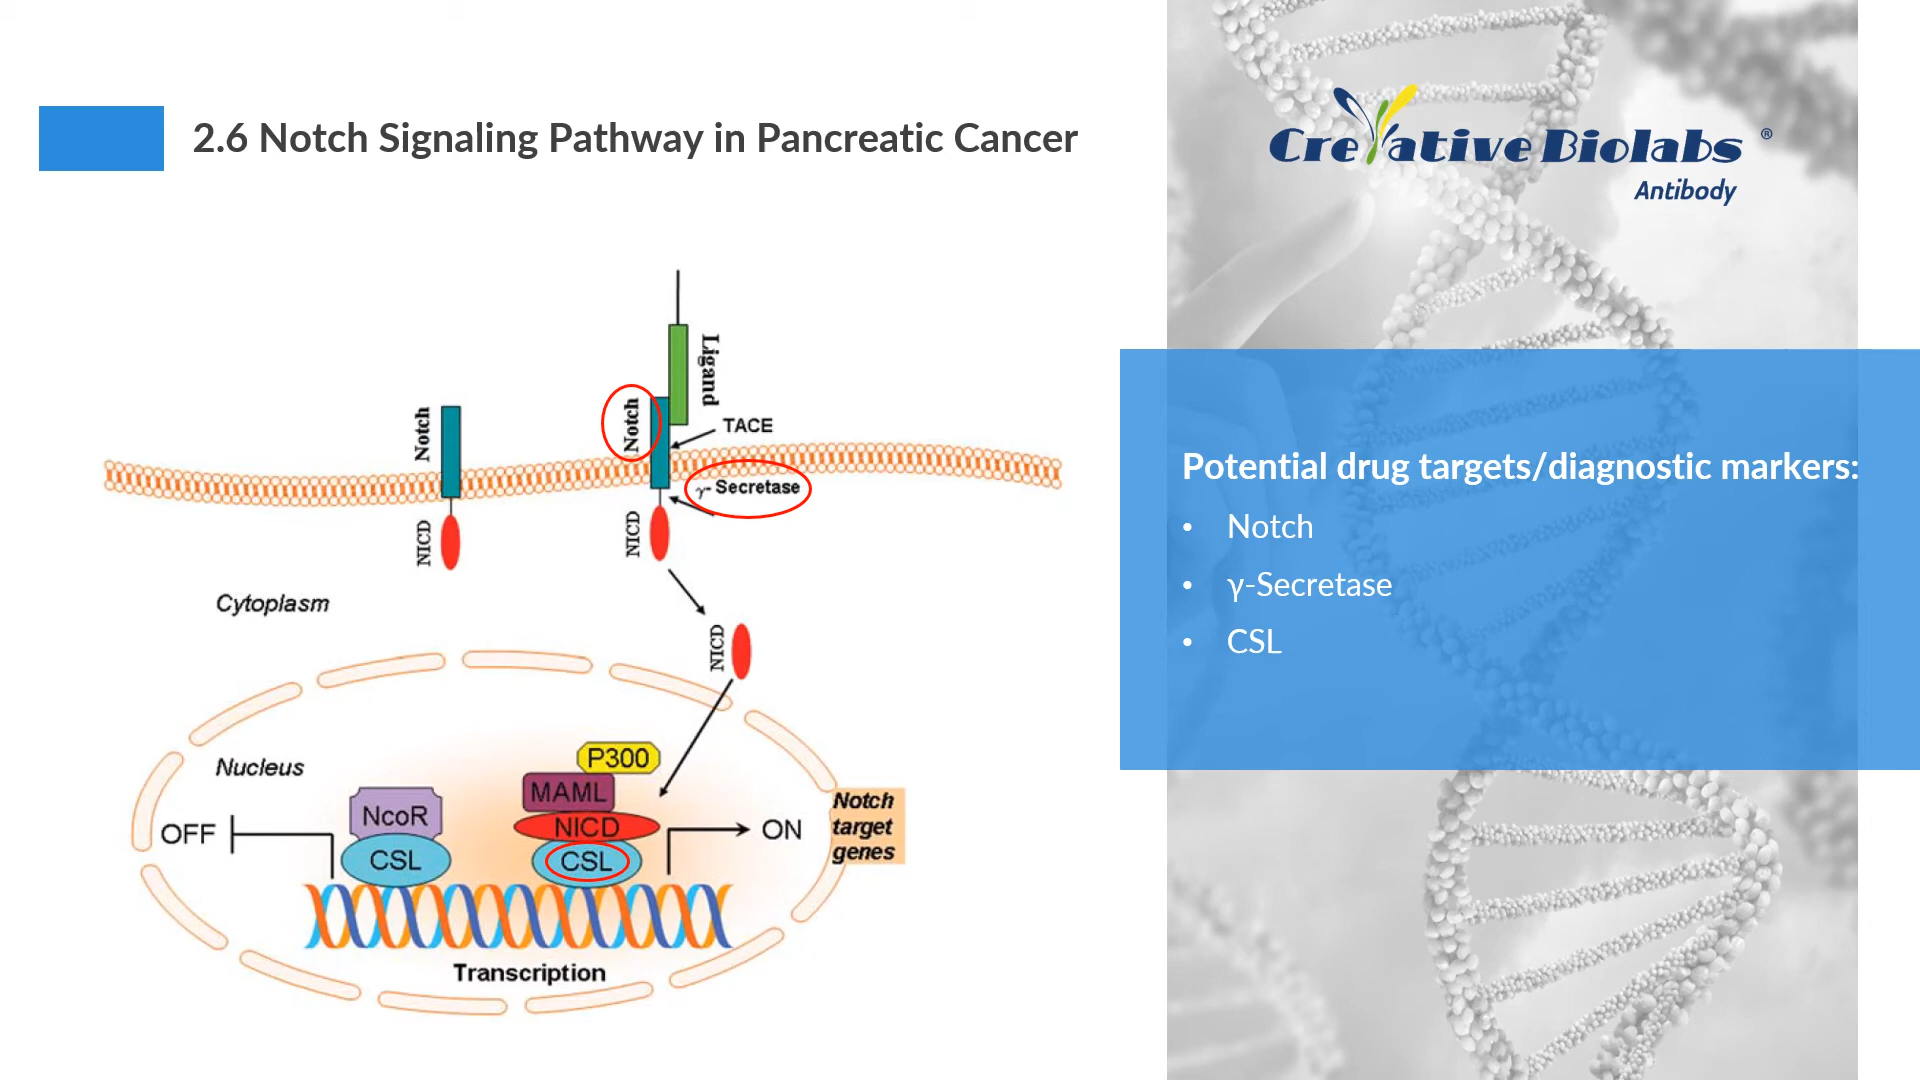 2.6 Notch Signaling Pathway in Pancreatic Cancer
Creative Biolabs ®
Antibody
Ligand
Notch
Notch
TACE
γ- Secretase
NICD
NICD
Cytoplasm
NICD
Nucleus
P300
MAML
NcoR
NICD
OFF
ON
CSL
CSL
Notch
target
genes
Transcription
Potential drug targets/diagnostic markers:
• Notch
• γ-Secretase
• CSL